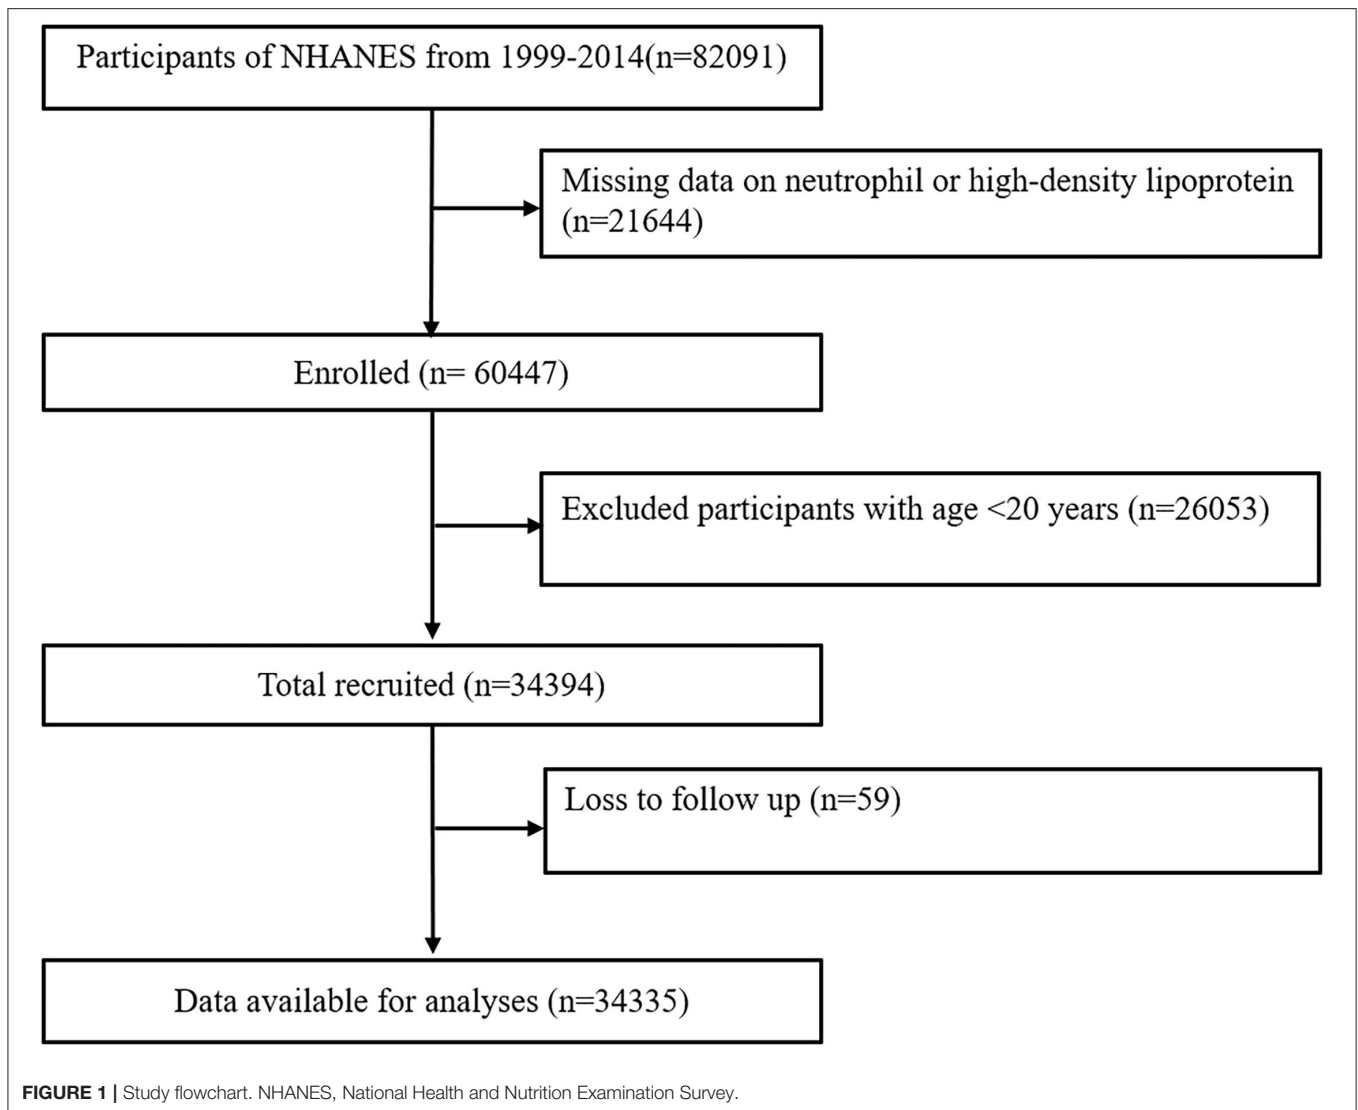 Participants of NHANES from 1999-2014(n=82091)
Missing data on neutrophil or high-density lipoprotein
(n=21644)
Enrolled (n= 60447)
Excluded participants with age <20 years (n=26053)
Total recruited (n=34394)
Loss to follow up (n=59)
Data available for analyses (n=34335)
FIGURE 1 | Study flowchart. NHANES, National Health and Nutrition Examination Survey.